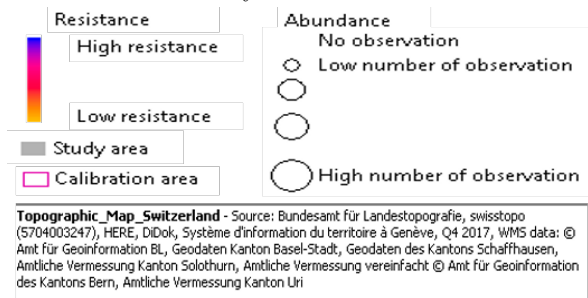 Resistance
High resistance
Low resistance
Study area
Calibration area
Abundance
No observation
Low number of observation
High number of observation
Topographic_Map_Switzerland - Source: Bundesamt für Landestopografie, swisstopo
(5704003247), HERE, DiDok, Système d'information du territoire à Genève, Q4 2017, WMS data: ©
Amt für Geoinformation BL, Geodaten Kanton Basel-Stadt, Geodaten des Kantons Schaffhausen,
Amtliche Vermessung Kanton Solothurn, Amtliche Vermessung vereinfacht © Amt für Geoinformation
des Kantons Bern, Amtliche Vermessung Kanton Uri